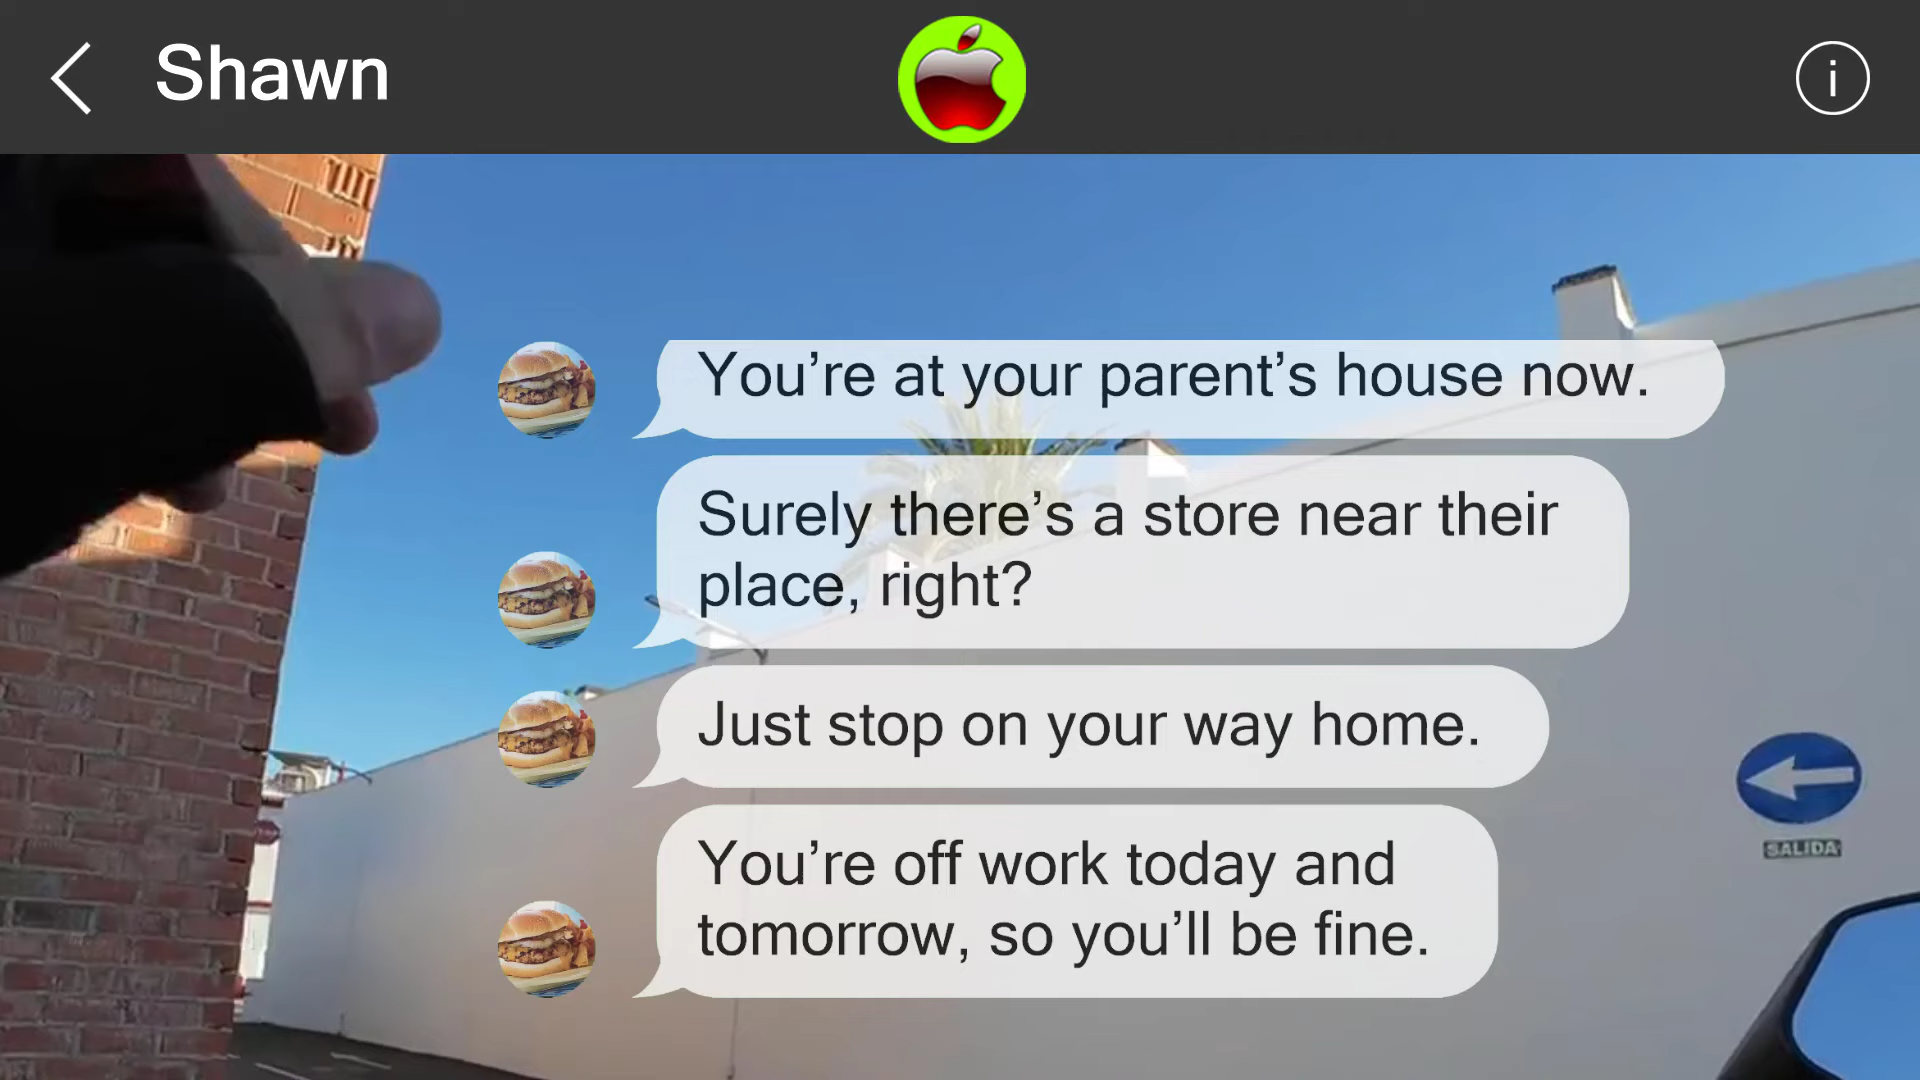 Shawn
You’re at your parent’s house now.
Surely there’s a store near their
place, right?
Just stop on your way home.
You’re off work today and
tomorrow, so you’ll be fine.
SALIDA